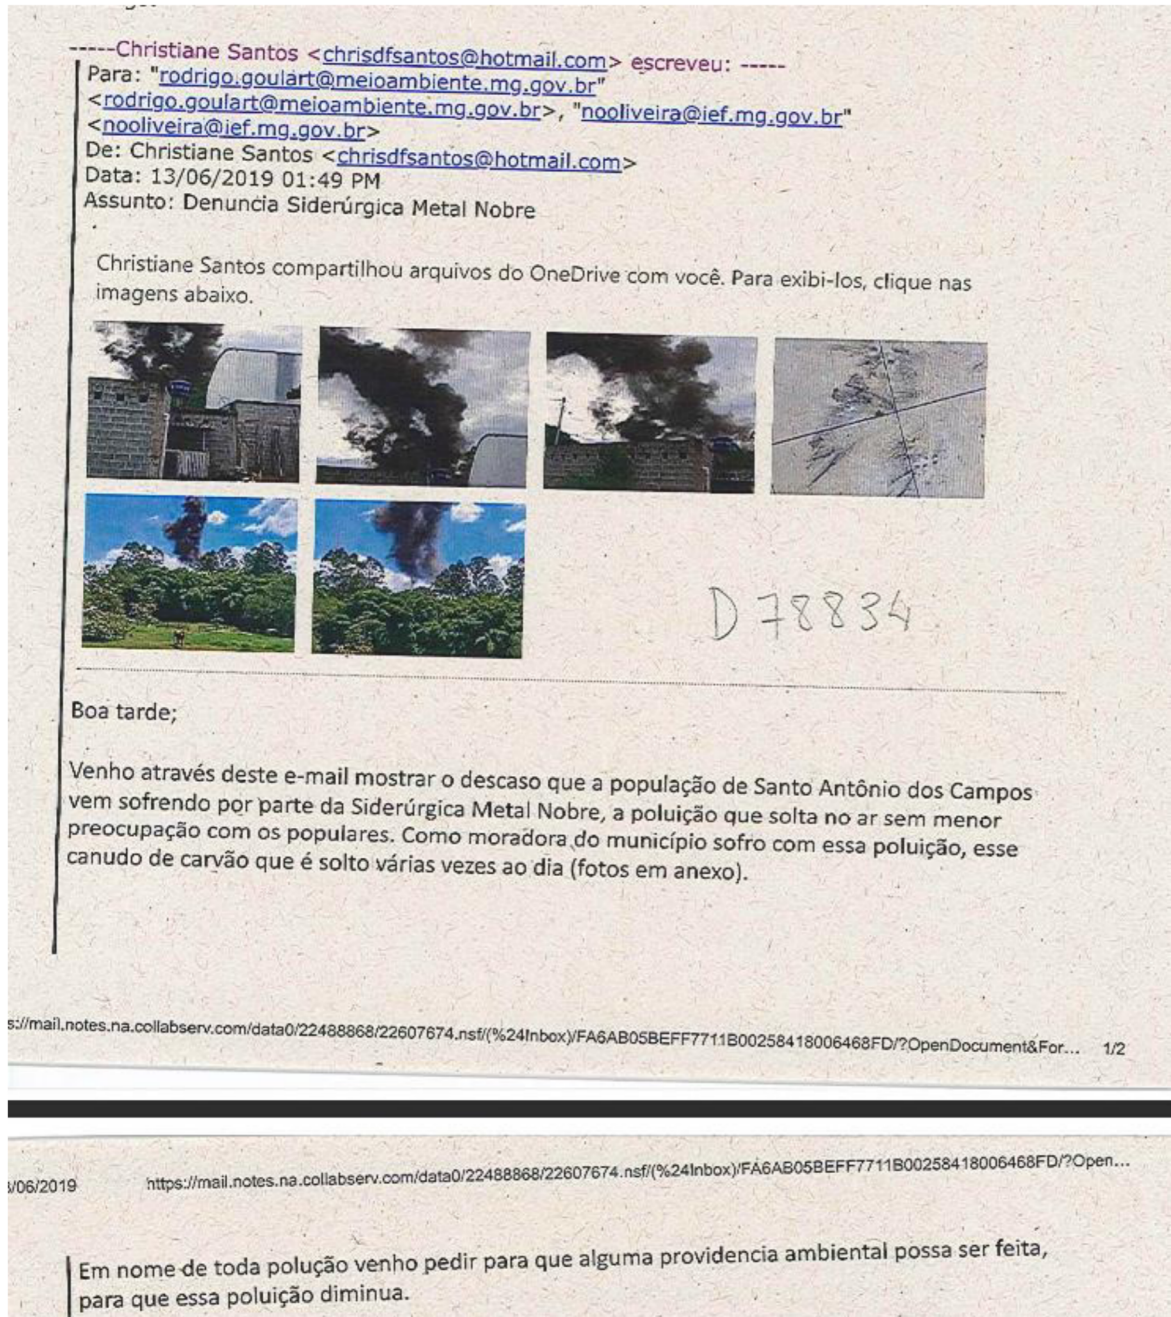 -----Christiane Santos <chrisdfsantos@hotmail.com> escreveu: -----
Para: "rodrigo.goulart@meioambiente.mg.gov.br"
<rodrigo.goulart@meioambiente.mg.gov.br>, "nooliveira@ief.mg.gov.br"
<nooliveira@ief.mg.gov.br>
De: Christiane Santos <chrisdfsantos@hotmail.com>
Data: 13/06/2019 01:49 PM
Assunto: Denuncia Siderúrgica Metal Nobre
Christiane Santos compartilhou arquivos do OneDrive com você. Para exibi-los, clique nas
imagens abaixo.
D 78834
Boa tarde;
Venho através deste e-mail mostrar o descaso que a população de Santo Antônio dos Campos
vem sofrendo por parte da Siderúrgica Metal Nobre, a poluição que solta no ar sem menor
preocupação com os populares. Como moradora do município sofro com essa poluição, esse
canudo de carvão que é solto várias vezes ao dia (fotos em anexo).
s://mail.notes.na.collabserv.com/data0/22488868/22607674.nsf/(%24Inbox)/FA6AB05BEFF7711B00258418006468FD/?OpenDocument&For... 1/2
/06/2019 https://mail.notes.na.collabserv.com/data0/22488868/22607674.nsf/(%24Inbox)/FA6AB05BEFF7711B00258418006468FD/?Open...
Em nome de toda polução venho pedir para que alguma providencia ambiental possa ser feita,
para que essa poluição diminua.